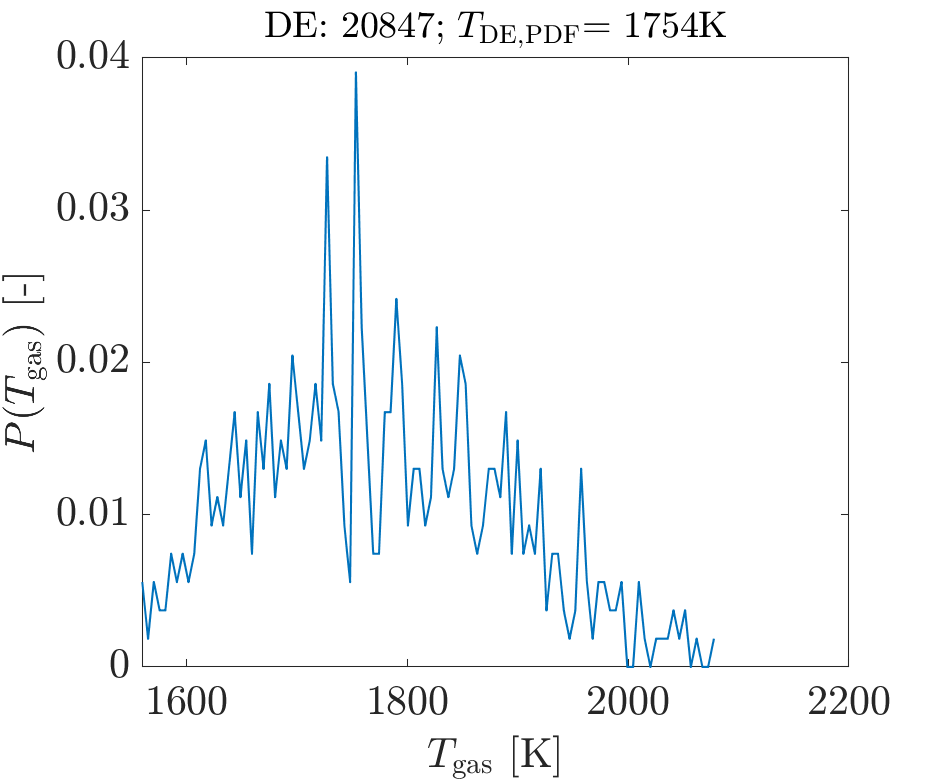 DE: 20847; T_DE,PDF= 1754K
0.04
0.03
0.02
0.01
0
P(T_gas) [-]
1600 1800 2000 2200
T_gas [K]